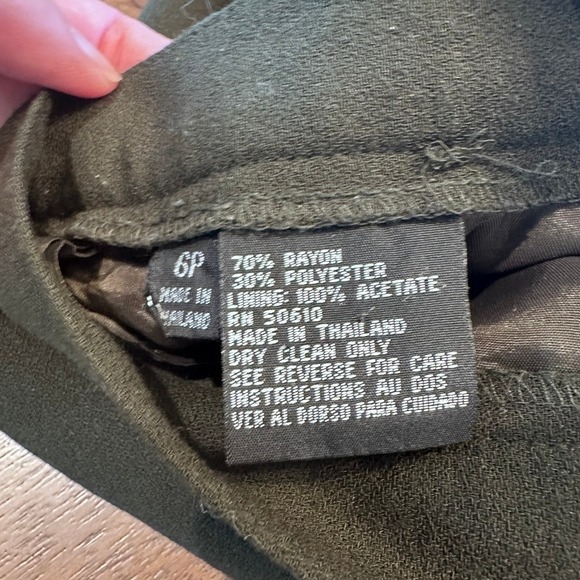 6P
MADE IN
THAILAND
70% RAYON
30% POLYESTER
LINING: 100% ACETATE
RN 50610
MADE IN THAILAND
DRY CLEAN ONLY
SEE REVERSE FOR CARE
INSTRUCTIONS AU DOS
VER AL DORSO PARA CUIDADO